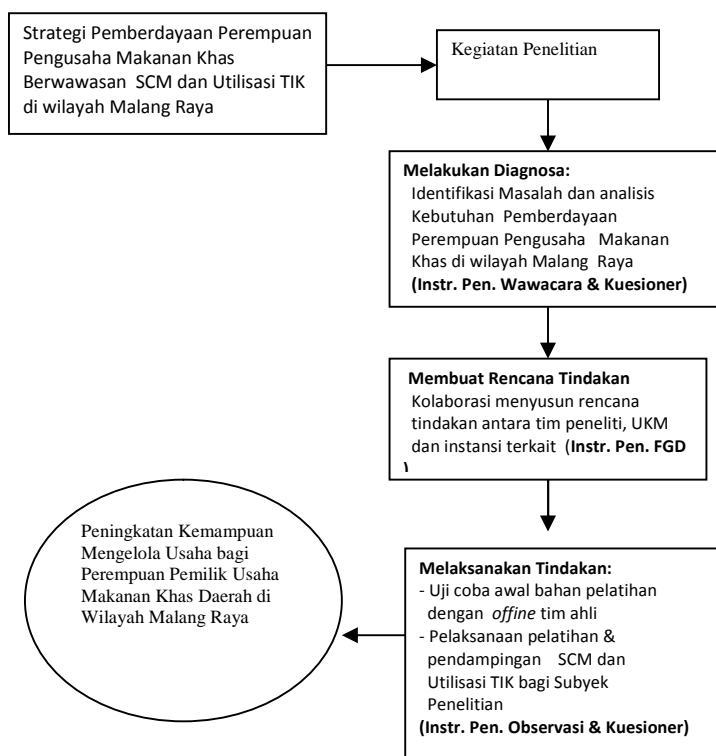 Strategi Pemberdayaan Perempuan
Pengusaha Makanan Khas
Berwawasan SCM dan Utilisasi TIK
di wilayah Malang Raya
Kegiatan Penelitian
Melakukan Diagnosa:
Identifikasi Masalah dan analisis
Kebutuhan Pemberdayaan
Perempuan Pengusaha Makanan
Khas di wilayah Malang Raya
(Instr. Pen. Wawacara & Kuesioner)
Membuat Rencana Tindakan
Kolaborasi menyusun rencana
tindakan antara tim peneliti, UKM
dan instansi terkait (Instr. Pen. FGD
)
Melaksanakan Tindakan:
- Uji coba awal bahan pelatihan
dengan offine tim ahli
- Pelaksanaan pelatihan &
pendampingan SCM dan
Utilisasi TIK bagi Subyek
Penelitian
(Instr. Pen. Observasi & Kuesioner)
Peningkatan Kemampuan
Mengelola Usaha bagi
Perempuan Pemilik Usaha
Makanan Khas Daerah di
Wilayah Malang Raya